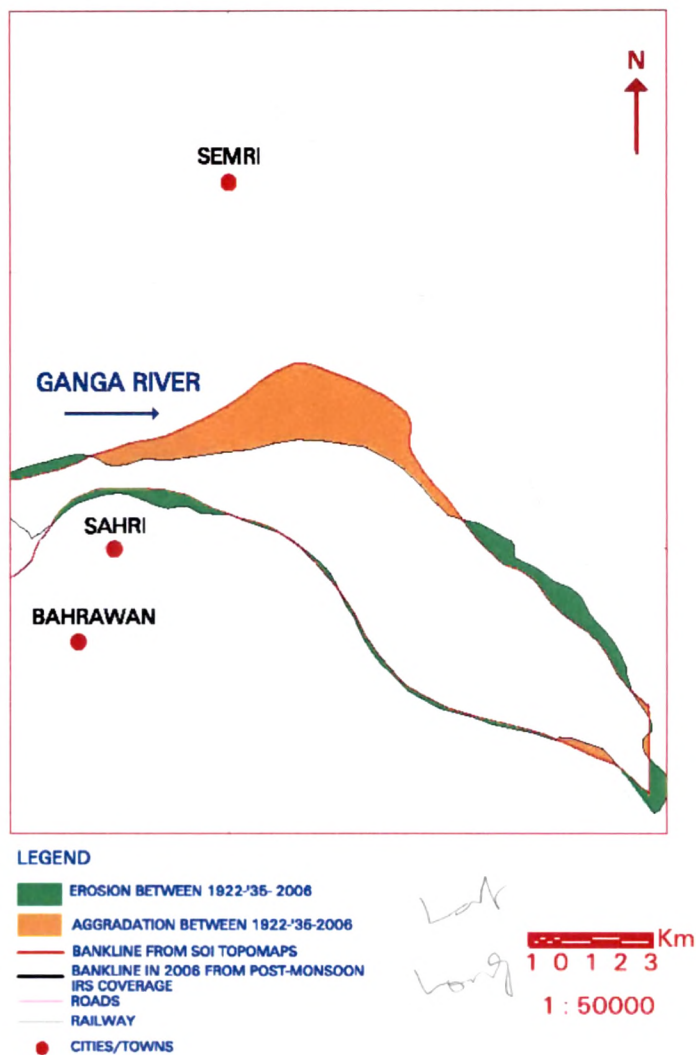 N
SEMRI
GANGA RIVER
SAHRI
BAHRAWAN
LEGEND
EROSION BETWEEN 1922-'35- 2006
AGGRADATION BETWEEN 1922-'35-2006
BANKLINE FROM SOI TOPOMAPS
BANKLINE IN 2006 FROM POST-MONSOON
IRS COVERAGE
ROADS
RAILWAY
CITIES/TOWNS
Lat
Long
Km
1 0 1 2 3
1 : 50000